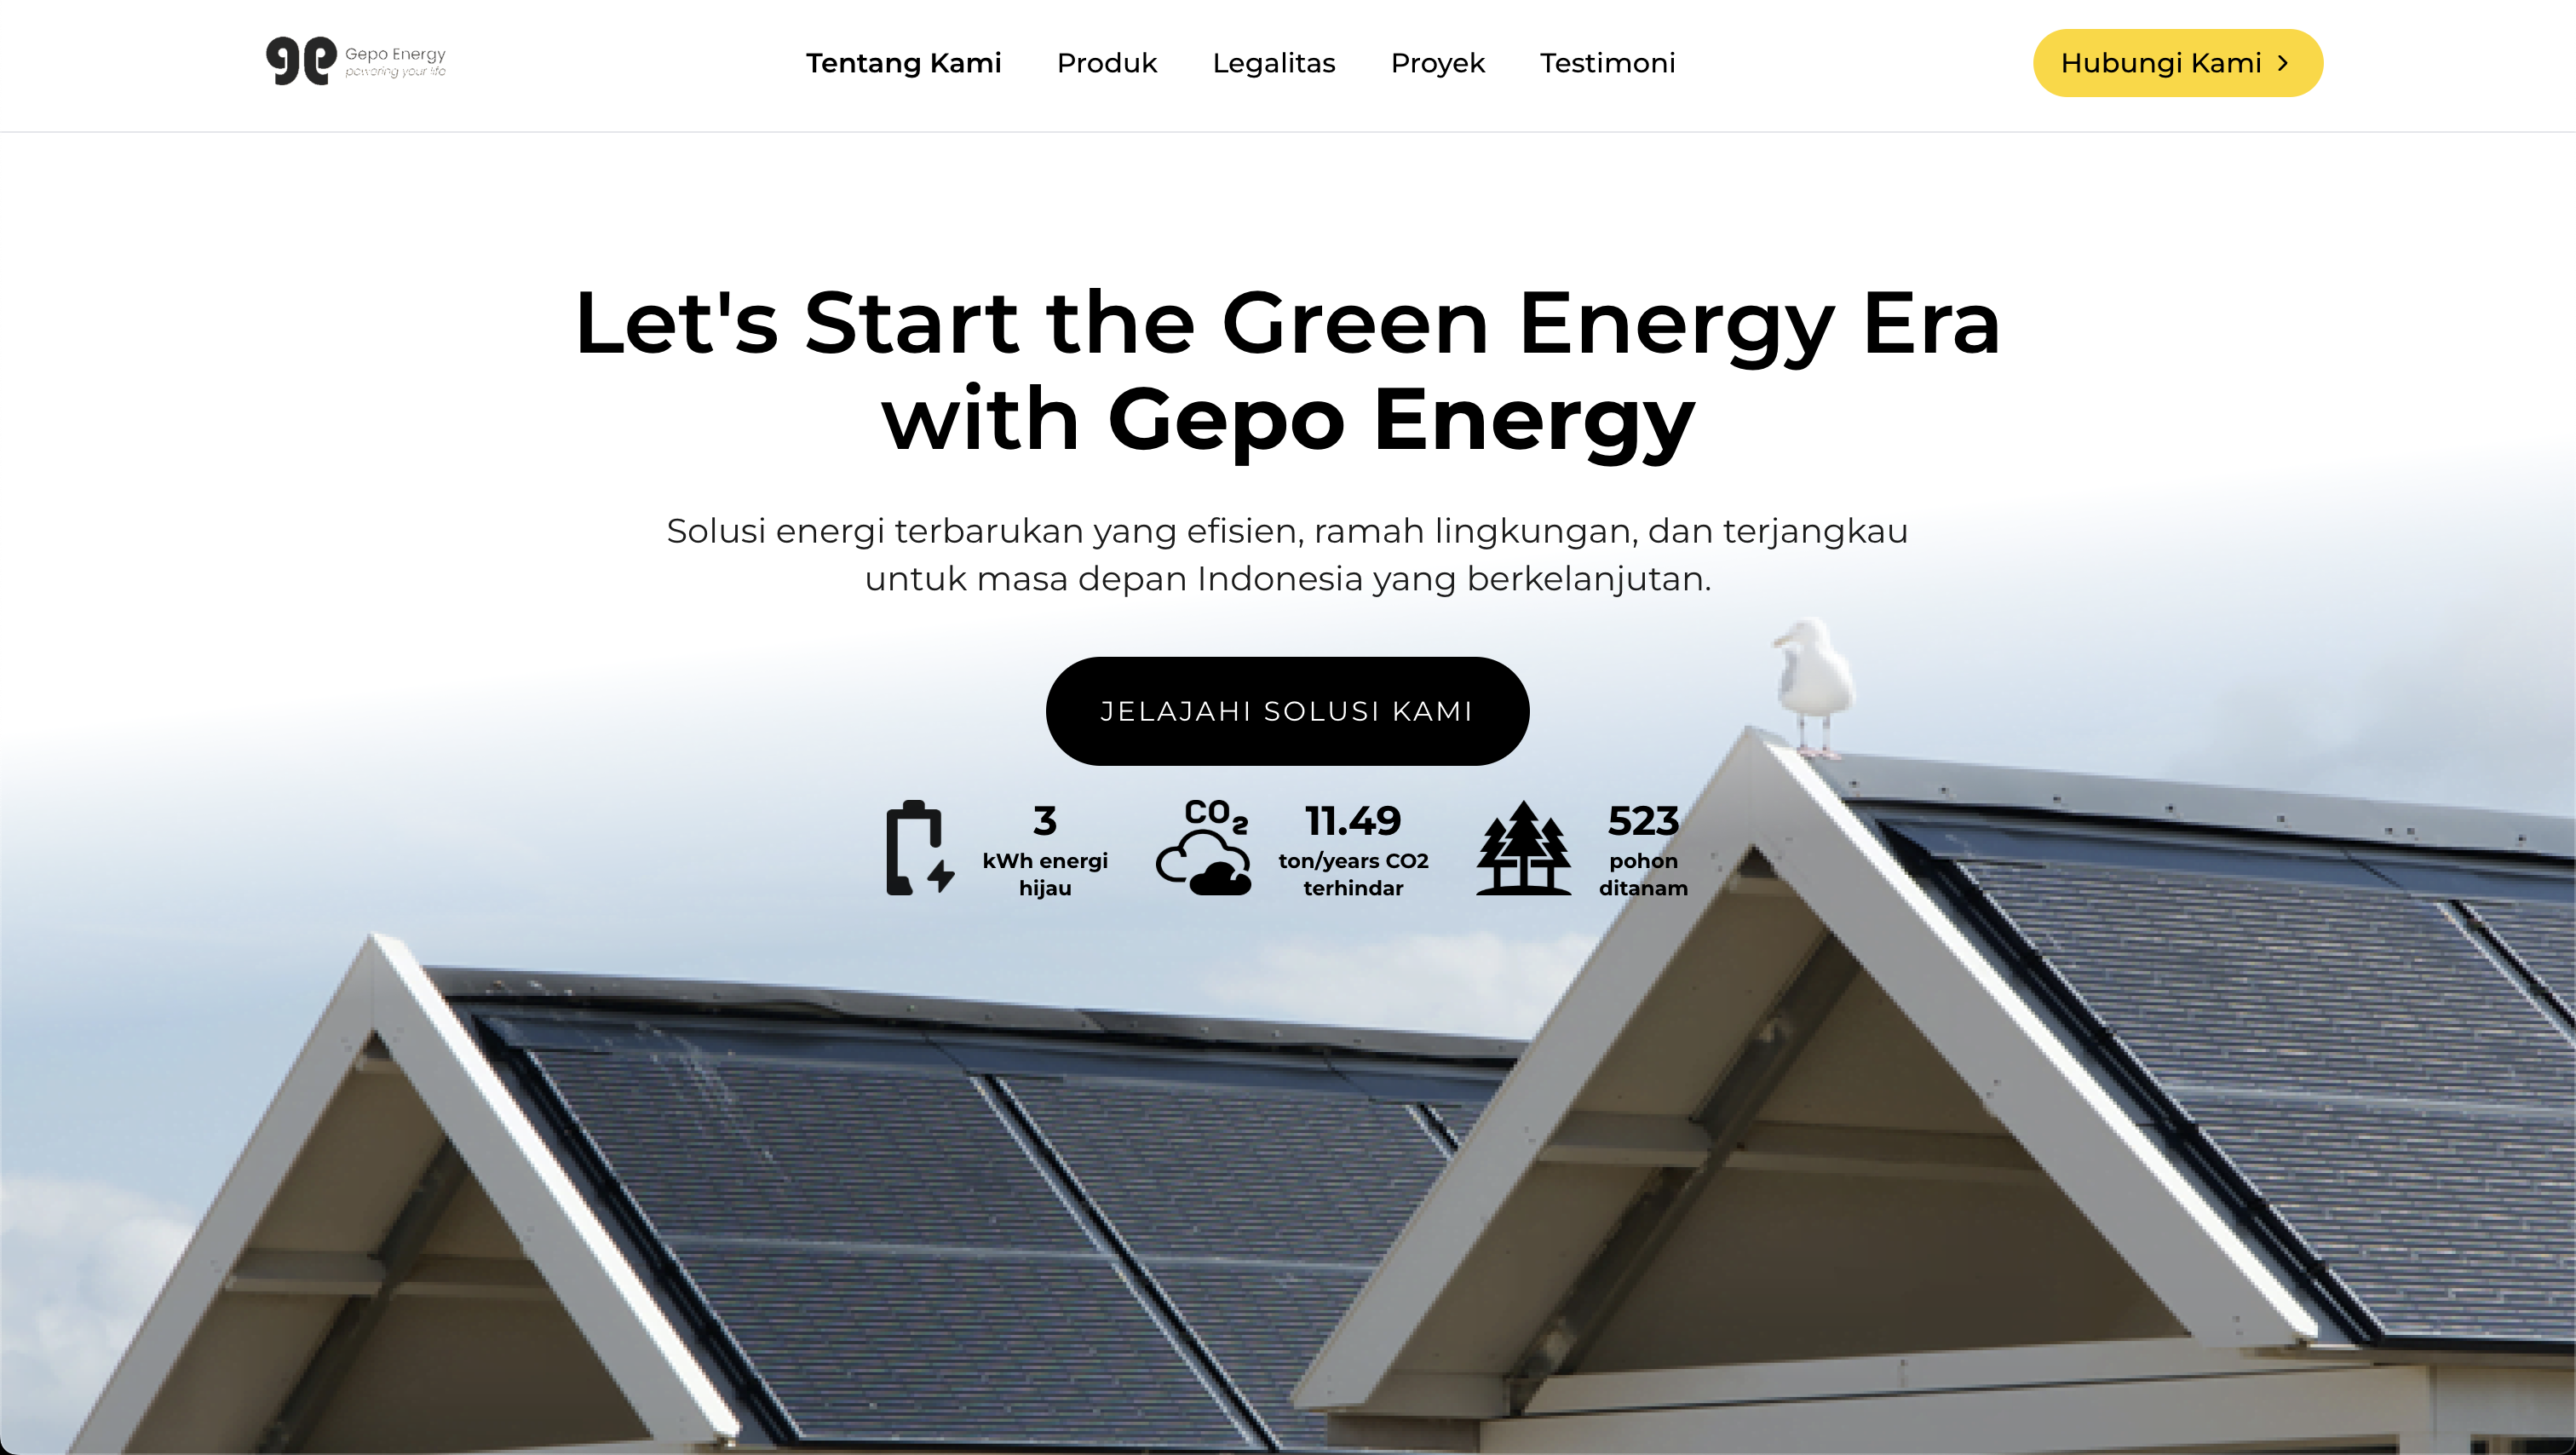 ge Gepo Energy
powering your life
Tentang Kami
Produk
Legalitas
Proyek
Testimoni
Hubungi Kami
Let's Start the Green Energy Era
with Gepo Energy
Solusi energi terbarukan yang efisien, ramah lingkungan, dan terjangkau
untuk masa depan Indonesia yang berkelanjutan.
JELAJAHI SOLUSI KAMI
3
kWh energi
hijau
CO2
11.49
ton/years CO2
terhindar
523
pohon
ditanam